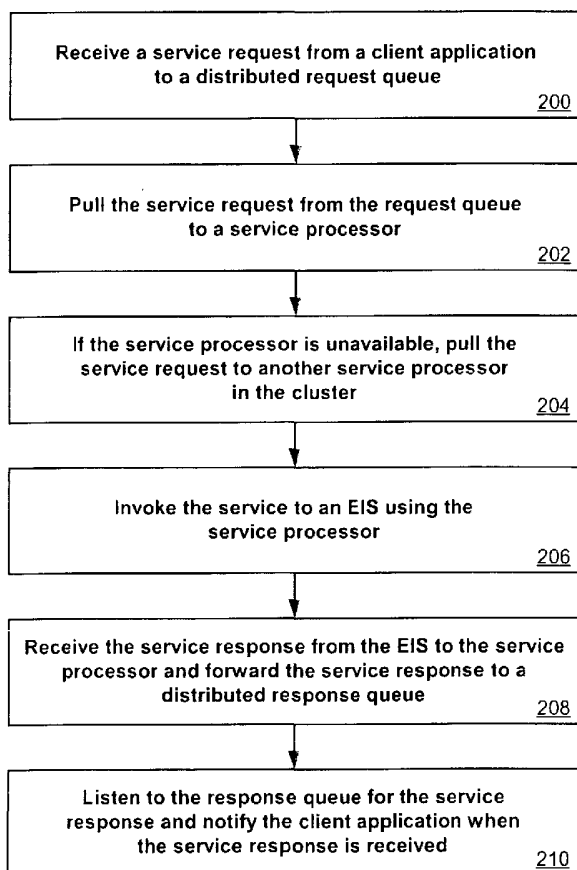 Receive a service request from a client application
to a distributed request queue
200
Pull the service request from the request queue
to a service processor
202
If the service processor is unavailable, pull the
service request to another service processor
in the cluster
204
Invoke the service to an EIS using the
service processor
206
Receive the service response from the EIS to the service
processor and forward the service response to a
distributed response queue
208
Listen to the response queue for the service
response and notify the client application when
the service response is received
210